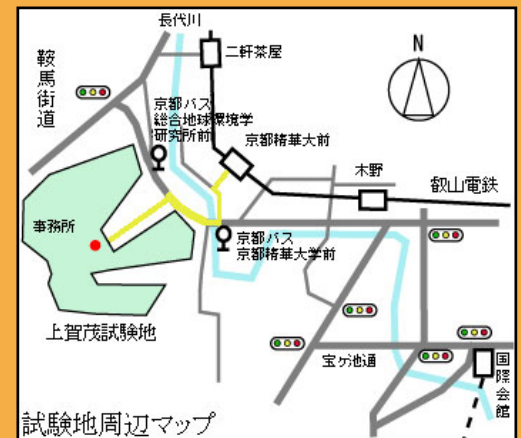 長代川
二軒茶屋
N
鞍馬街道
京都バス
総合地球環境学
研究所前
京都精華大前
木野
叡山電鉄
事務所
京都バス
京都精華大学前
上賀茂試験地
宝ヶ池通
国際会館
試験地周辺マップ